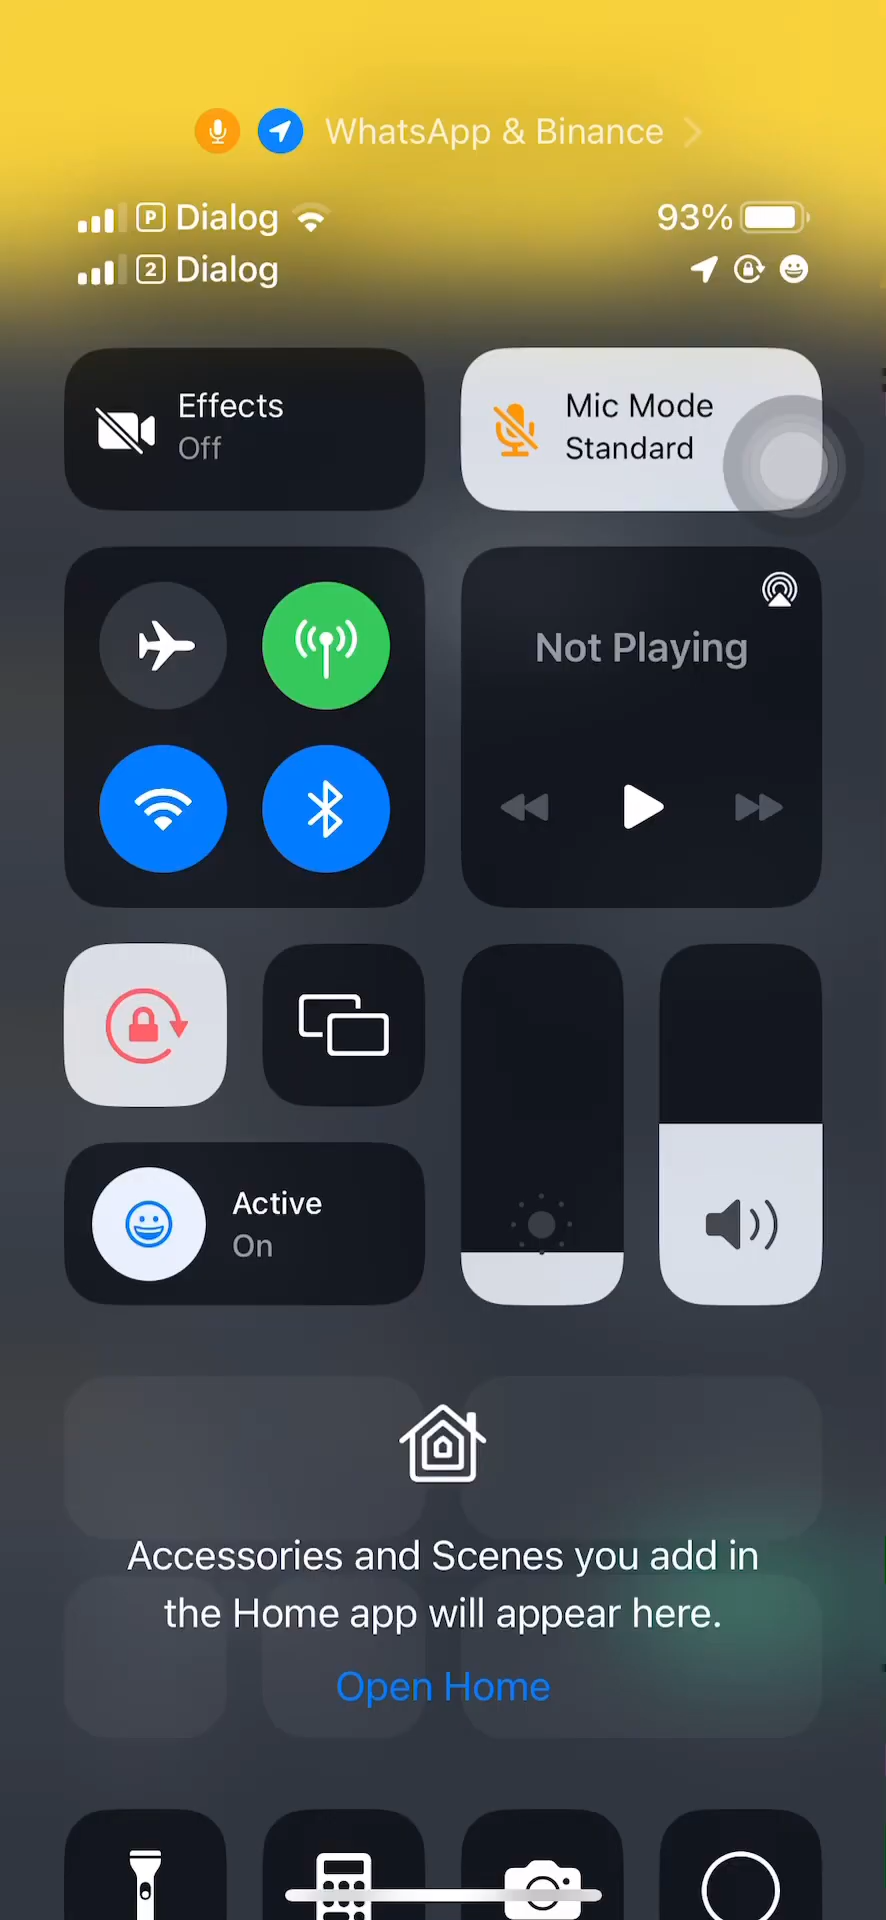 WhatsApp & Binance
P Dialog 93%
2 Dialog
Effects
Off
Mic Mode
Standard
Not Playing
Active
On
Accessories and Scenes you add in
the Home app will appear here.
Open Home